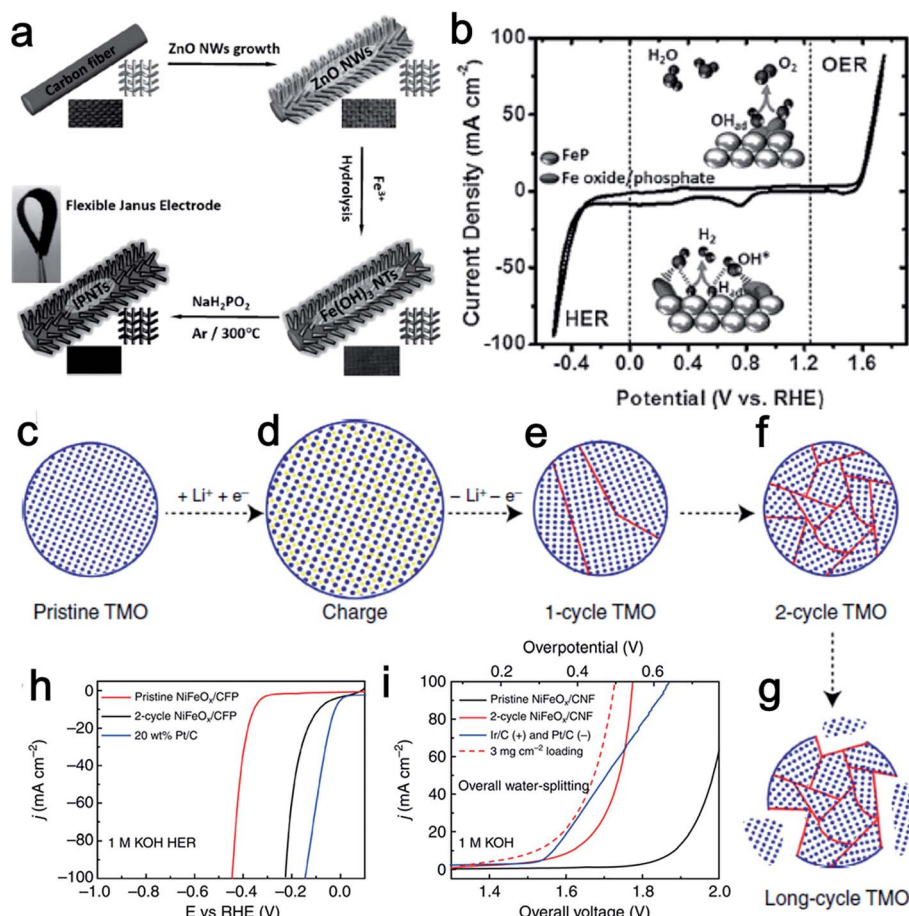 a
Carbon fiber
ZnO NWs growth
ZnO NWs
Fe³⁺
Hydrolysis
Flexible Janus Electrode
IPNTs
NaH₂PO₂
Ar / 300°C
Fe(OH)₃ NTs
b
Current Density (mA cm⁻²)
100
50
0
-50
-100
H₂O
O₂
OER
OHad
FeP
Fe oxide/phosphate
H₂
OH*
Had
HER
-0.4 0.0 0.4 0.8 1.2 1.6
Potential (V vs. RHE)
c
d
e
f
+ Li⁺ + e⁻
− Li⁺ − e⁻
Pristine TMO
Charge
1-cycle TMO
2-cycle TMO
h
Pristine NiFeOₓ/CFP
2-cycle NiFeOₓ/CFP
20 wt% Pt/C
j (mA cm⁻²)
0
−20
−40
−60
−80
−100
1 M KOH HER
−1.0 −0.8 −0.6 −0.4 −0.2 0.0
E vs RHE (V)
i
Overpotential (V)
0.2 0.4 0.6
Pristine NiFeOₓ/CNF
2-cycle NiFeOₓ/CNF
Ir/C (+) and Pt/C (−)
3 mg cm⁻² loading
Overall water-splitting
j (mA cm⁻²)
100
80
60
40
20
0
1 M KOH
1.4 1.6 1.8 2.0
Overall voltage (V)
g
Long-cycle TMO